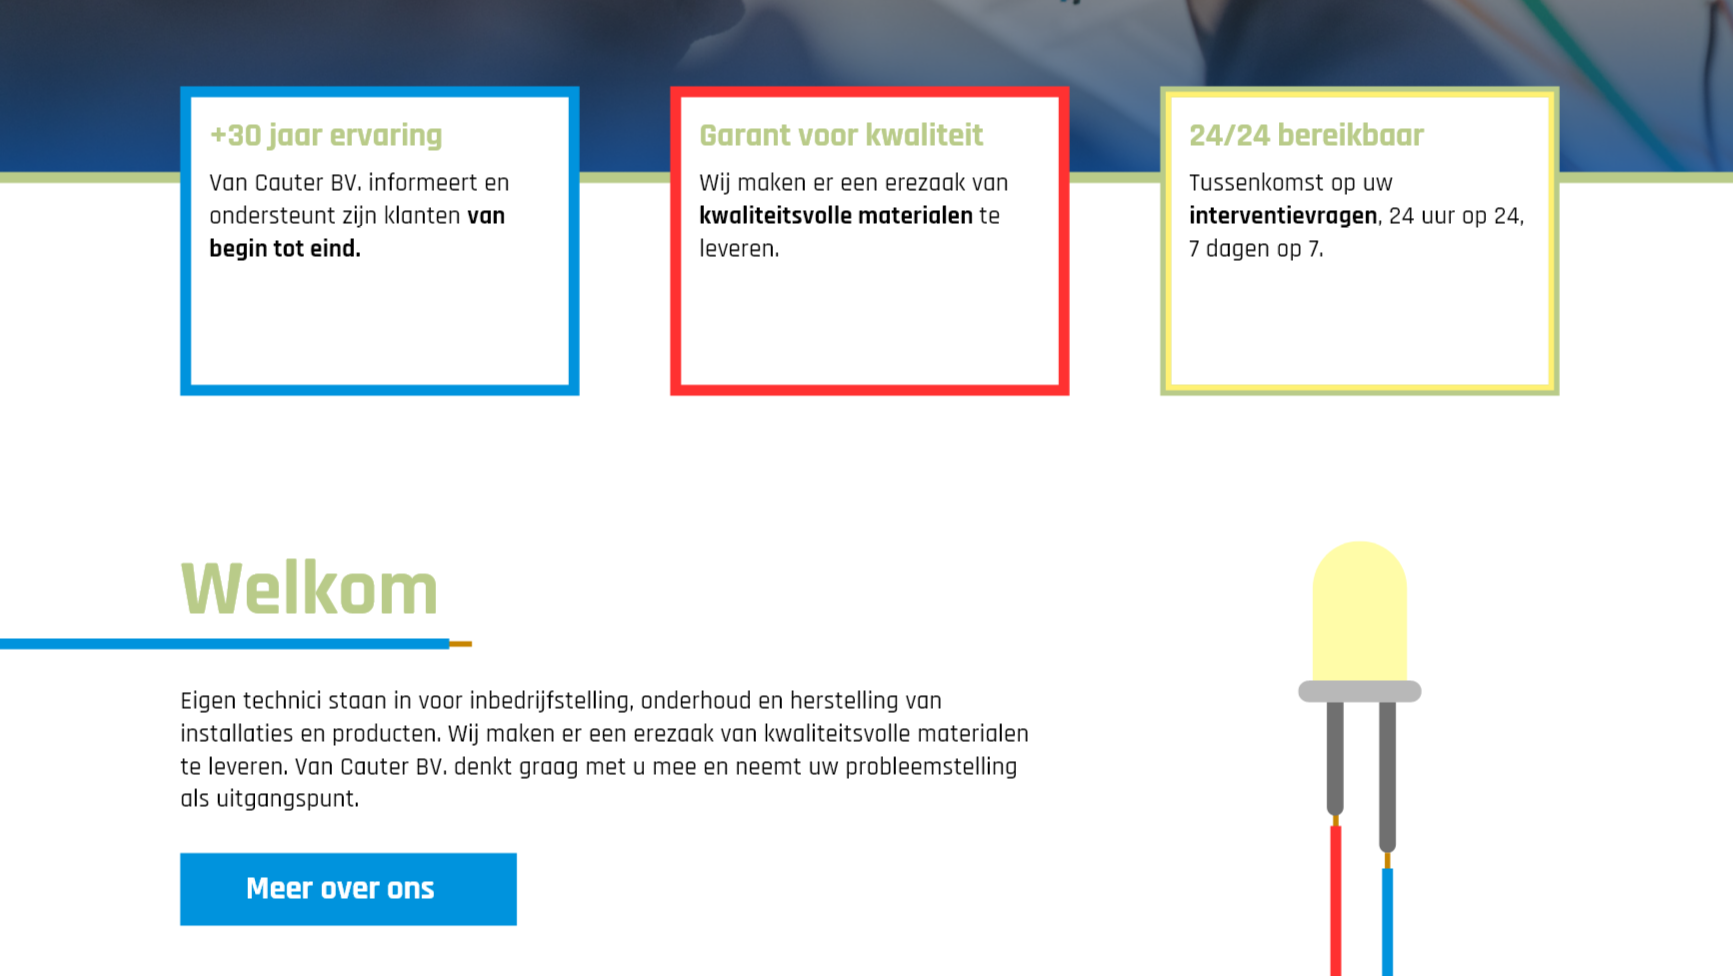 +30 jaar ervaring
Van Cauter BV. informeert en
ondersteunt zijn klanten van
begin tot eind.
Garant voor kwaliteit
Wij maken er een erezaak van
kwaliteitsvolle materialen te
leveren.
24/24 bereikbaar
Tussenkomst op uw
interventievragen, 24 uur op 24,
7 dagen op 7.
Welkom
Eigen technici staan in voor inbedrijfstelling, onderhoud en herstelling van
installaties en producten. Wij maken er een erezaak van kwaliteitsvolle materialen
te leveren. Van Cauter BV. denkt graag met u mee en neemt uw probleemstelling
als uitgangspunt.
Meer over ons